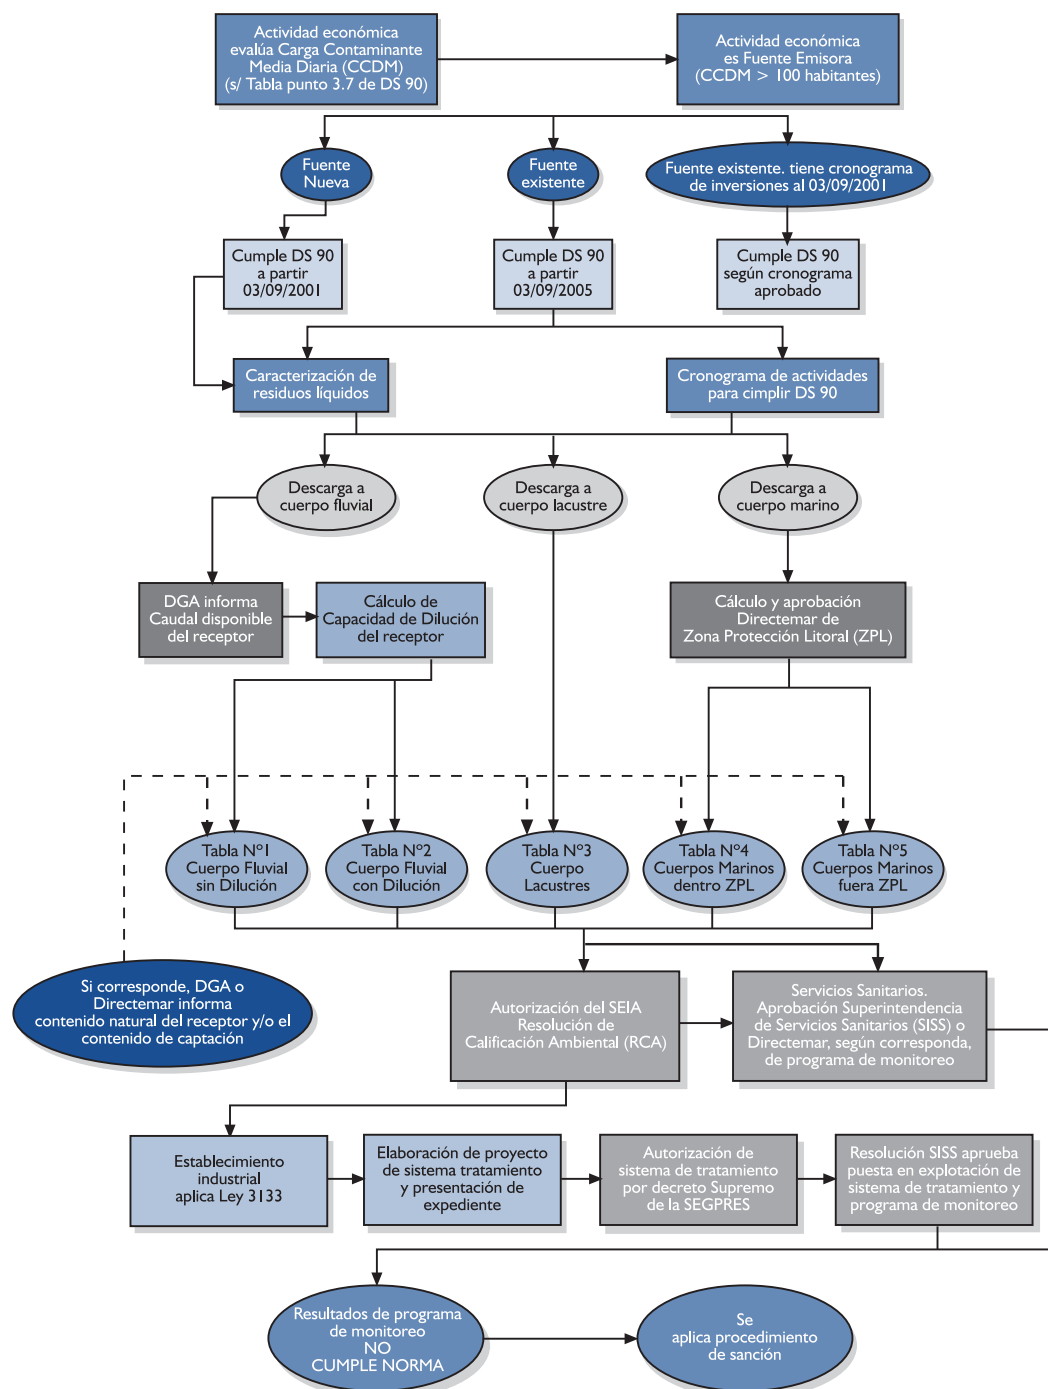 Actividad económica
evalúa Carga Contaminante
Media Diaria (CCDM)
(s/ Tabla punto 3.7 de DS 90)
Actividad económica
es Fuente Emisora
(CCDM > 100 habitantes)
Fuente
Nueva
Fuente
existente
Fuente existente. tiene cronograma
de inversiones al 03/09/2001
Cumple DS 90
a partir
03/09/2001
Cumple DS 90
a partir
03/09/2005
Cumple DS 90
según cronograma
aprobado
Caracterización de
residuos líquidos
Cronograma de actividades
para cimplir DS 90
Descarga a
cuerpo fluvial
Descarga a
cuerpo lacustre
Descarga a
cuerpo marino
DGA informa
Caudal disponible
del receptor
Cálculo de
Capacidad de Dilución
del receptor
Cálculo y aprobación
Directemar de
Zona Protección Litoral (ZPL)
Tabla Nº1
Cuerpo Fluvial
sin Dilución
Tabla Nº2
Cuerpo Fluvial
con Dilución
Tabla Nº3
Cuerpo
Lacustres
Tabla Nº4
Cuerpos Marinos
dentro ZPL
Tabla Nº5
Cuerpos Marinos
fuera ZPL
Si corresponde, DGA o
Directemar informa
contenido natural del receptor y/o el
contenido de captación
Autorización del SEIA
Resolución de
Calificación Ambiental (RCA)
Servicios Sanitarios.
Aprobación Superintendencia
de Servicios Sanitarios (SISS) o
Directemar, según corresponda,
de programa de monitoreo
Establecimiento
industrial
aplica Ley 3133
Elaboración de proyecto
de sistema tratamiento
y presentación de
expediente
Autorización de
sistema de tratamiento
por decreto Supremo
de la SEGPRES
Resolución SISS aprueba
puesta en explotación de
sistema de tratamiento y
programa de monitoreo
Resultados de programa
de monitoreo
NO
CUMPLE NORMA
Se
aplica procedimiento
de sanción